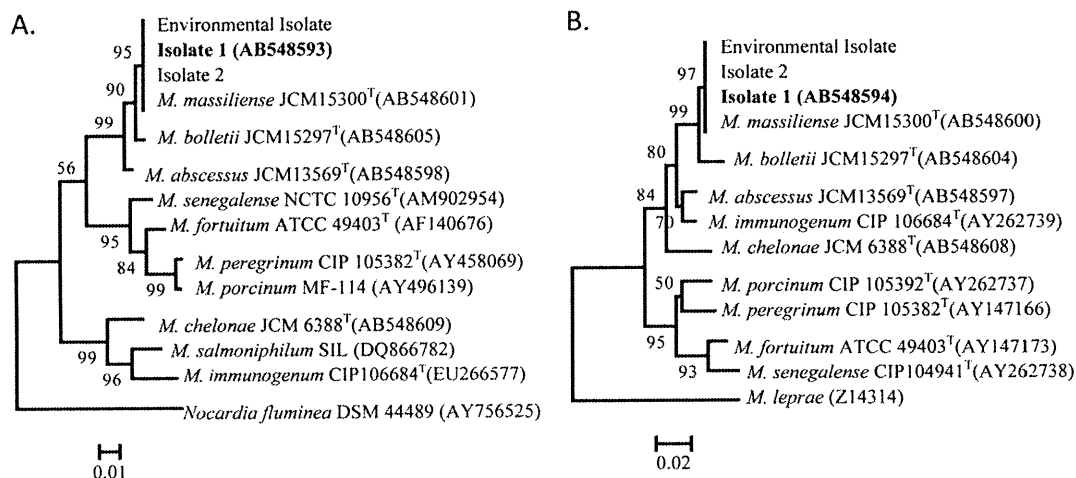 A.
Environmental Isolate
95
Isolate 1 (AB548593)
Isolate 2
90
M. massiliense JCM15300T(AB548601)
99
M. bolletii JCM15297T(AB548605)
56
M. abscessus JCM13569T(AB548598)
M. senegalense NCTC 10956T(AM902954)
M. fortuitum ATCC 49403T (AF140676)
95
M. peregrinum CIP 105382T(AY458069)
84
99
M. porcinum MF-114 (AY496139)
M. chelonae JCM 6388T(AB548609)
99
M. salmoniphilum SIL (DQ866782)
96
M. immunogenum CIP106684T(EU266577)
Nocardia fluminea DSM 44489 (AY756525)
0.01
B.
Environmental Isolate
97
Isolate 2
Isolate 1 (AB548594)
99
M. massiliense JCM15300T(AB548600)
80
M. bolletii JCM15297T(AB548604)
84
M. abscessus JCM13569T(AB548597)
70
M. immunogenum CIP 106684T(AY262739)
M. chelonae JCM 6388T(AB548608)
50
M. porcinum CIP 105392T(AY262737)
M. peregrinum CIP 105382T(AY147166)
95
M. fortuitum ATCC 49403T(AY147173)
93
M. senegalense CIP104941T(AY262738)
M. leprae (Z14314)
0.02